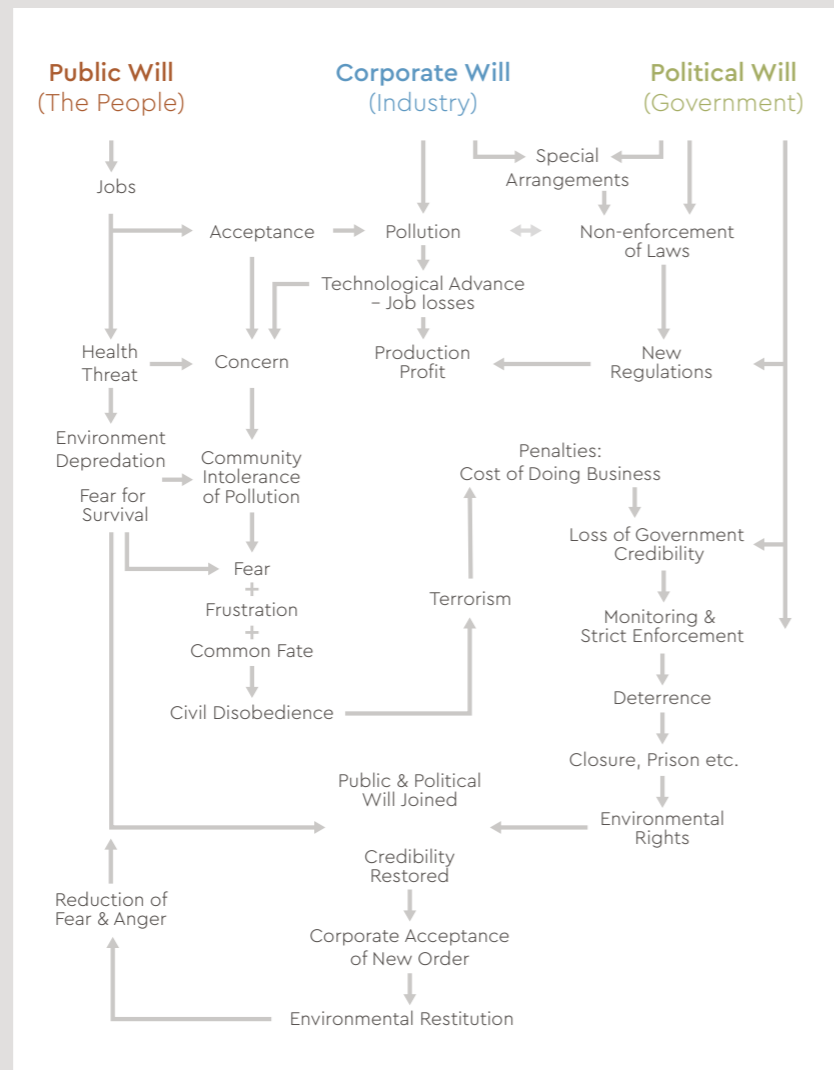 Public Will
(The People)
Corporate Will
(Industry)
Political Will
(Government)
Special
Arrangements
Jobs
Acceptance
Pollution
Non-enforcement
of Laws
Technological Advance
– Job losses
Health
Threat
Concern
Production
Profit
New
Regulations
Environment
Depredation
Fear for
Survival
Community
Intolerance
of Pollution
Penalties:
Cost of Doing Business
Loss of Government
Credibility
Fear
+
Frustration
+
Common Fate
Terrorism
Monitoring &
Strict Enforcement
Civil Disobedience
Deterrence
Closure, Prison etc.
Public & Political
Will Joined
Environmental
Rights
Credibility
Restored
Reduction of
Fear & Anger
Corporate Acceptance
of New Order
Environmental Restitution